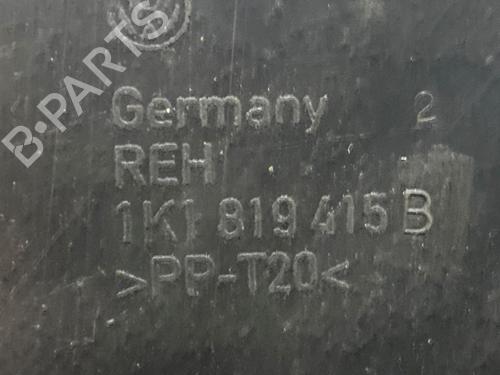 B-PARTS
Germany 2
REH
1K1 819 415 B
>PP-T20<